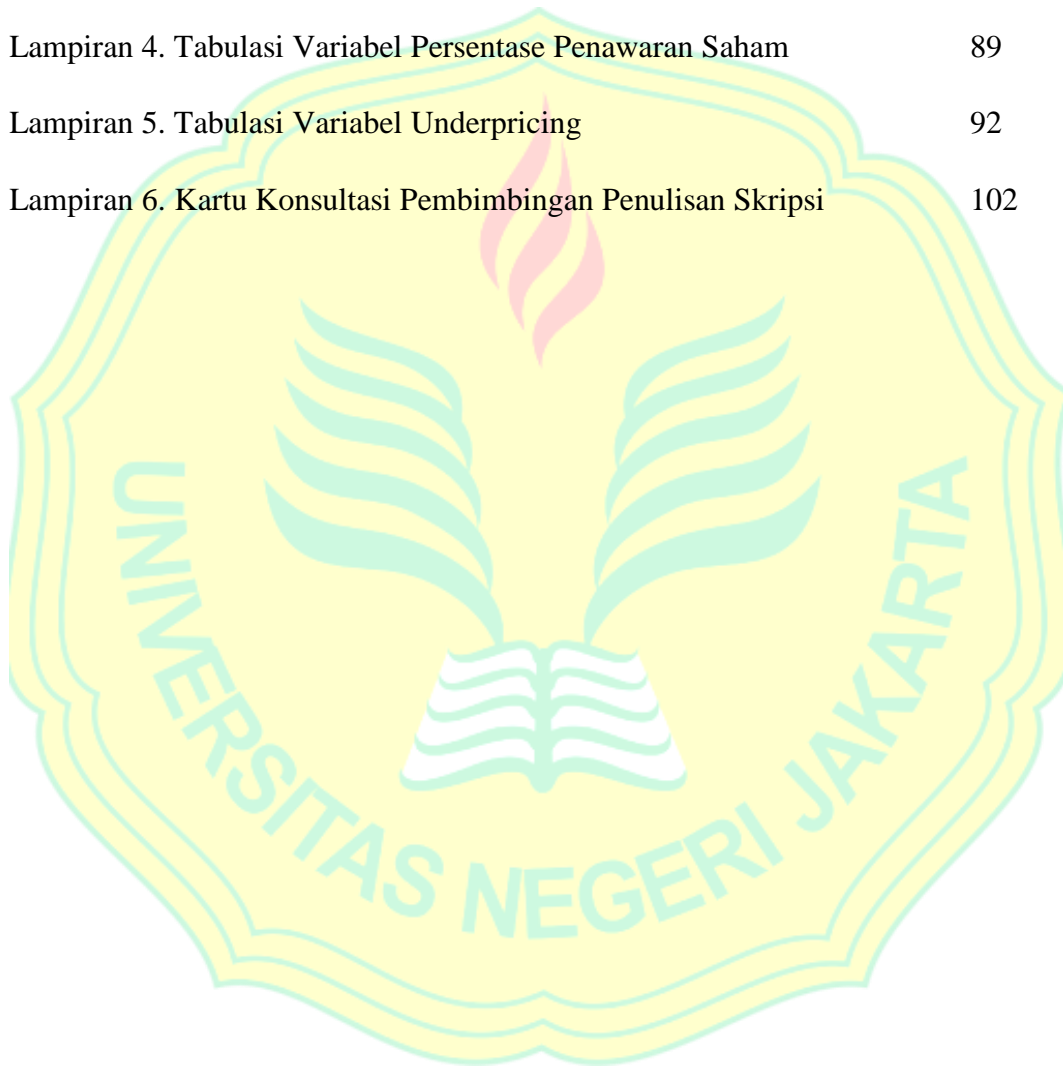 Lampiran 4. Tabulasi Variabel Persentase Penawaran Saham 89
Lampiran 5. Tabulasi Variabel Underpricing 92
Lampiran 6. Kartu Konsultasi Pembimbingan Penulisan Skripsi 102
UNIVERSITAS NEGERI JAKARTA